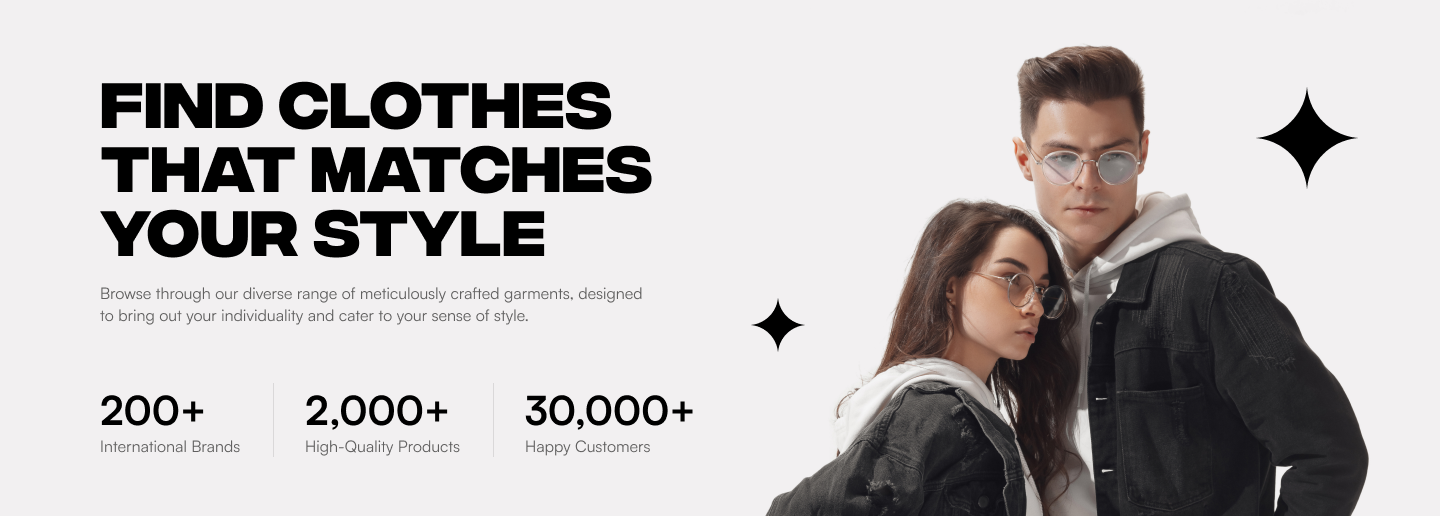 FIND CLOTHES
THAT MATCHES
YOUR STYLE
Browse through our diverse range of meticulously crafted garments, designed
to bring out your individuality and cater to your sense of style.
200+
International Brands
2,000+
High-Quality Products
30,000+
Happy Customers